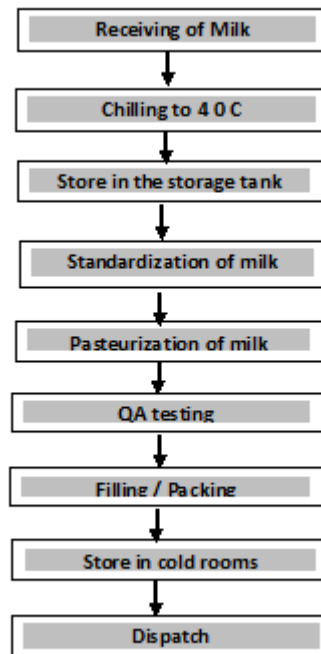 Receiving of Milk
Chilling to 4 0 C
Store in the storage tank
Standardization of milk
Pasteurization of milk
QA testing
Filling / Packing
Store in cold rooms
Dispatch